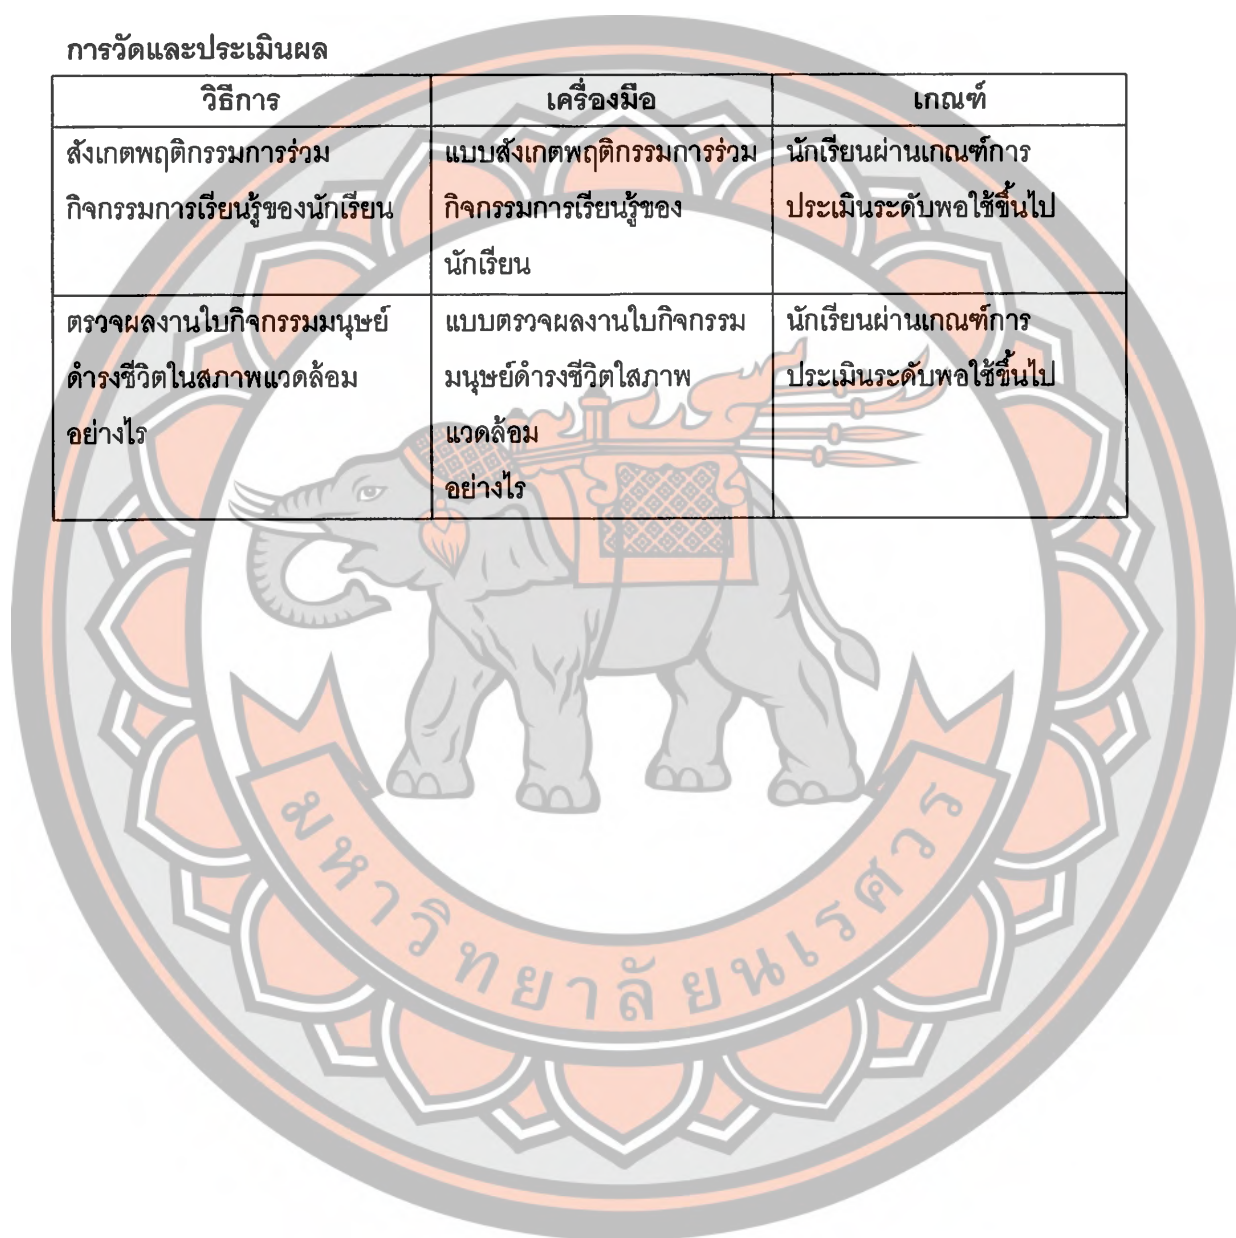 การวัดและประเมินผล
วิธีการ เครื่องมือ เกณฑ์
สังเกตพฤติกรรมการร่วม แบบสังเกตพฤติกรรมการร่วม นักเรียนผ่านเกณฑ์การ
กิจกรรมการเรียนรู้ของนักเรียน กิจกรรมการเรียนรู้ของ ประเมินระดับพอใช้ขึ้นไป
นักเรียน
ตรวจผลงานใบกิจกรรมมนุษย์ แบบตรวจผลงานใบกิจกรรม นักเรียนผ่านเกณฑ์การ
ดำรงชีวิตในสภาพแวดล้อม มนุษย์ดำรงชีวิตใสภาพ ประเมินระดับพอใช้ขึ้นไป
อย่างไร แวดล้อม
อย่างไร
มหาวิทยาลัยนเรศวร